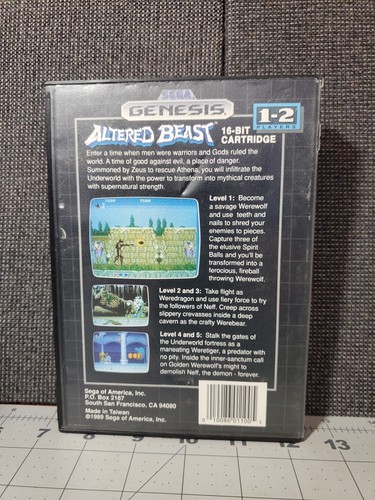 SEGA
GENESIS
1-2
PLAYERS
ALTERED BEAST
16-BIT
CARTRIDGE
Enter a time when men were warriors and Gods ruled the
world. A time of good against evil, a place of danger.
Summoned by Zeus to rescue Athena, you will infiltrate the
Underworld with the power to transform into mythical creatures
with supernatural strength.
Level 1: Become
a savage Werewolf
and use teeth and
nails to shred your
enemies to pieces.
Capture three of
the elusive Spirit
Balls and you'll be
transformed into a
ferocious, fireball
throwing Werewolf.
Level 2 and 3: Take flight as
Weredragon and use fiery force to fry
the followers of Neff. Creep across
slippery crevasses inside a deep
cavern as the crafty Werebear.
Level 4 and 5: Stalk the gates of
the Underworld fortress as a
maneating Weretiger, a predator with
no pity. Inside the inner-sanctum call
on Golden Werewolf's might to
demolish Neff, the demon - forever.
Sega of America, Inc.
P.O. Box 2167
South San Francisco, CA 94080
Made in Taiwan
©1989 Sega of America, Inc.
7 8 9 10 11 12 13